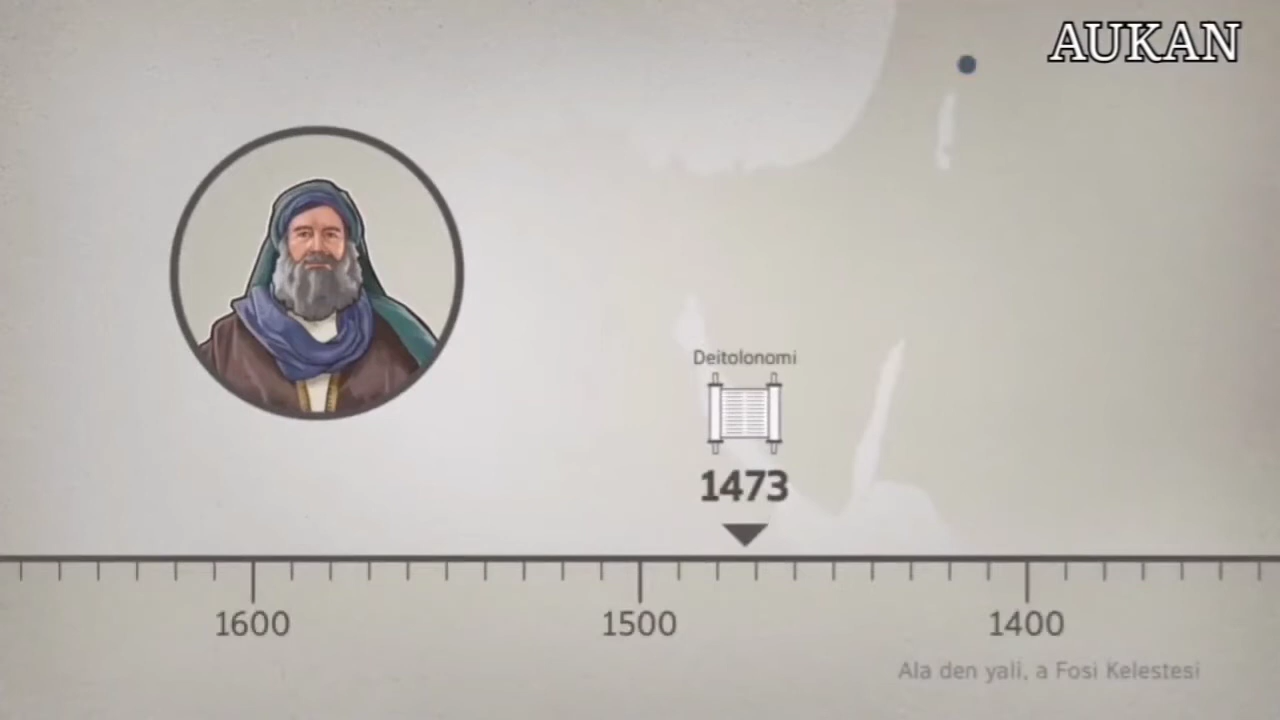 AUKAN
Deitolonomi
1473
1600
1500
1400
Ala den yali, a Fosi Kelestesi